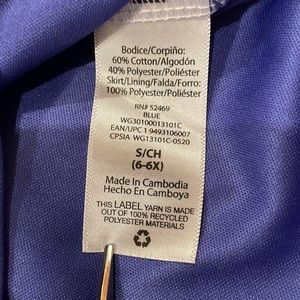 Bodice/Corpiño:
60% Cotton/Algodón
40% Polyester/Poliéster
Skirt/Lining/Falda/Forro:
100% Polyester/Poliéster
RN# 52469
BLUE
WG30100013101C
EAN/UPC 1 9493106007
CPSIA WG13101C-0520
S/CH
(6-6X)
Made In Cambodia
Hecho En Camboya
THIS LABEL YARN IS MADE
OUT OF 100% RECYCLED
POLYESTER MATERIALS